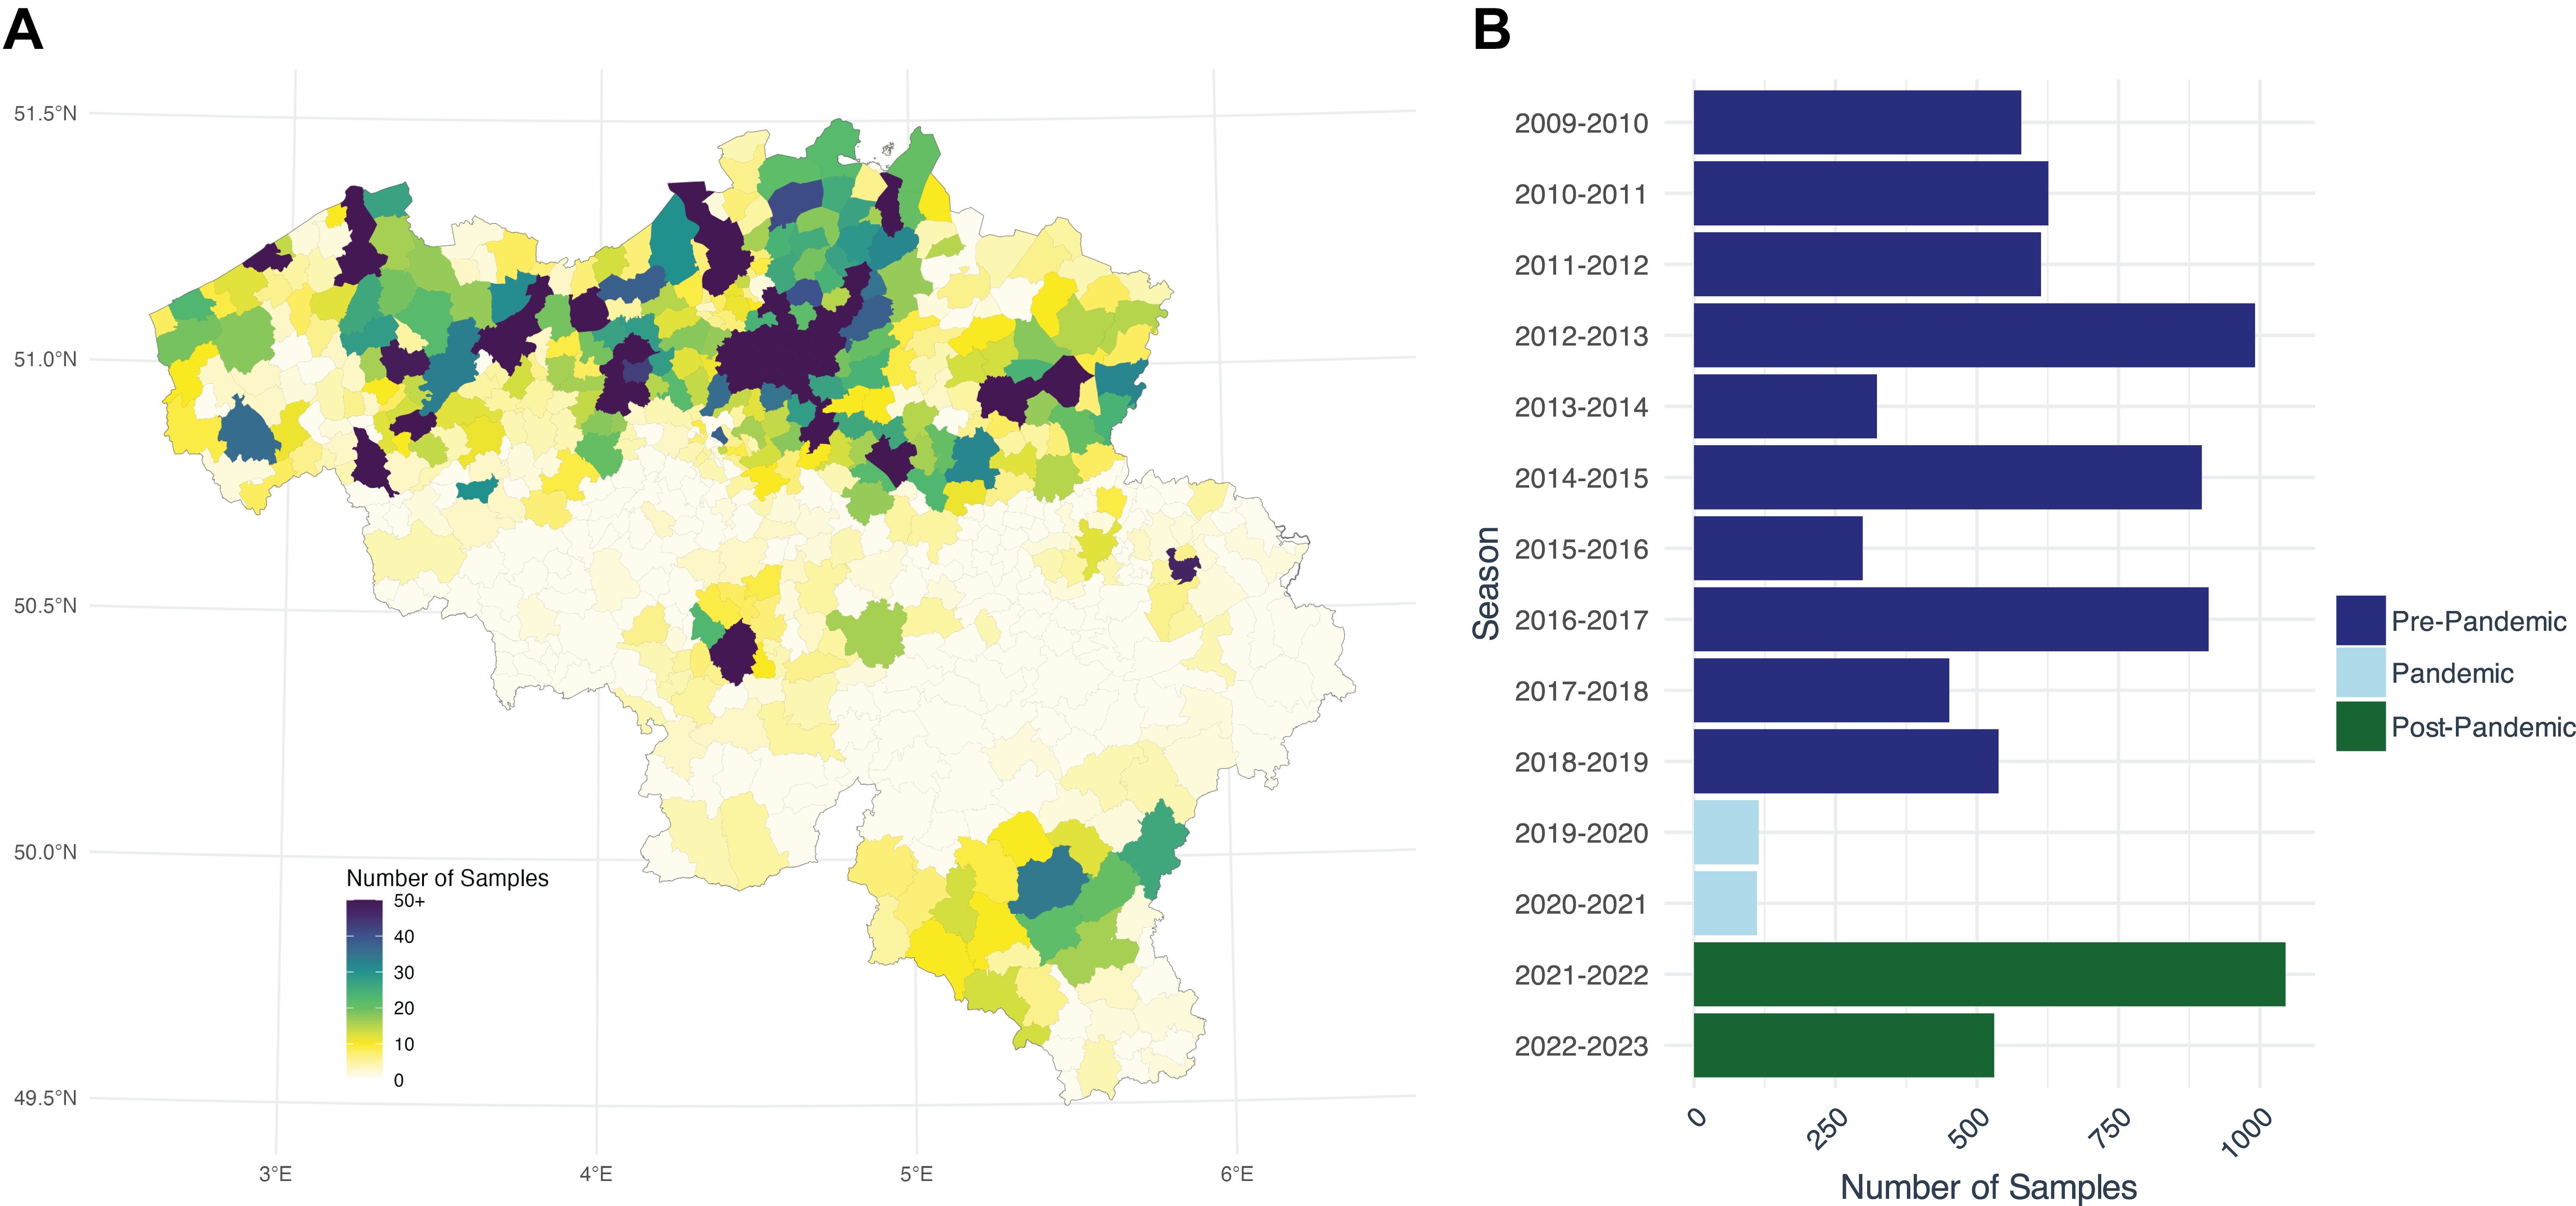 A
51.5°N
51.0°N
50.5°N
50.0°N
49.5°N
3°E
4°E
5°E
6°E
Number of Samples
50+
40
30
20
10
0
B
Season
2009-2010
2010-2011
2011-2012
2012-2013
2013-2014
2014-2015
2015-2016
2016-2017
2017-2018
2018-2019
2019-2020
2020-2021
2021-2022
2022-2023
0
250
500
750
1000
Number of Samples
Pre-Pandemic
Pandemic
Post-Pandemic